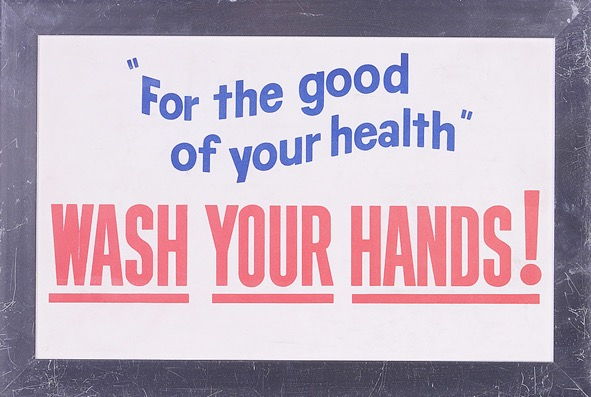 "For the good
of your health"
WASH YOUR HANDS!